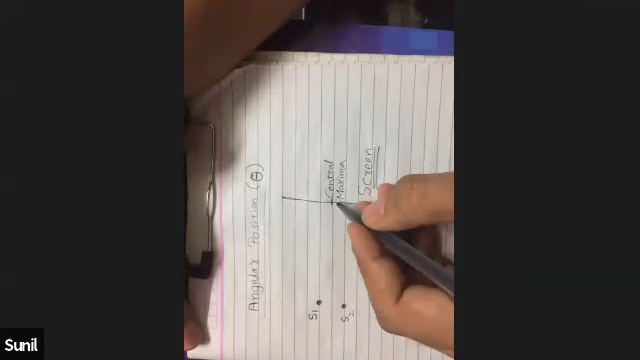 Angular Position (θ)
Central
Maxima
Screen
S1
S2
Sunil